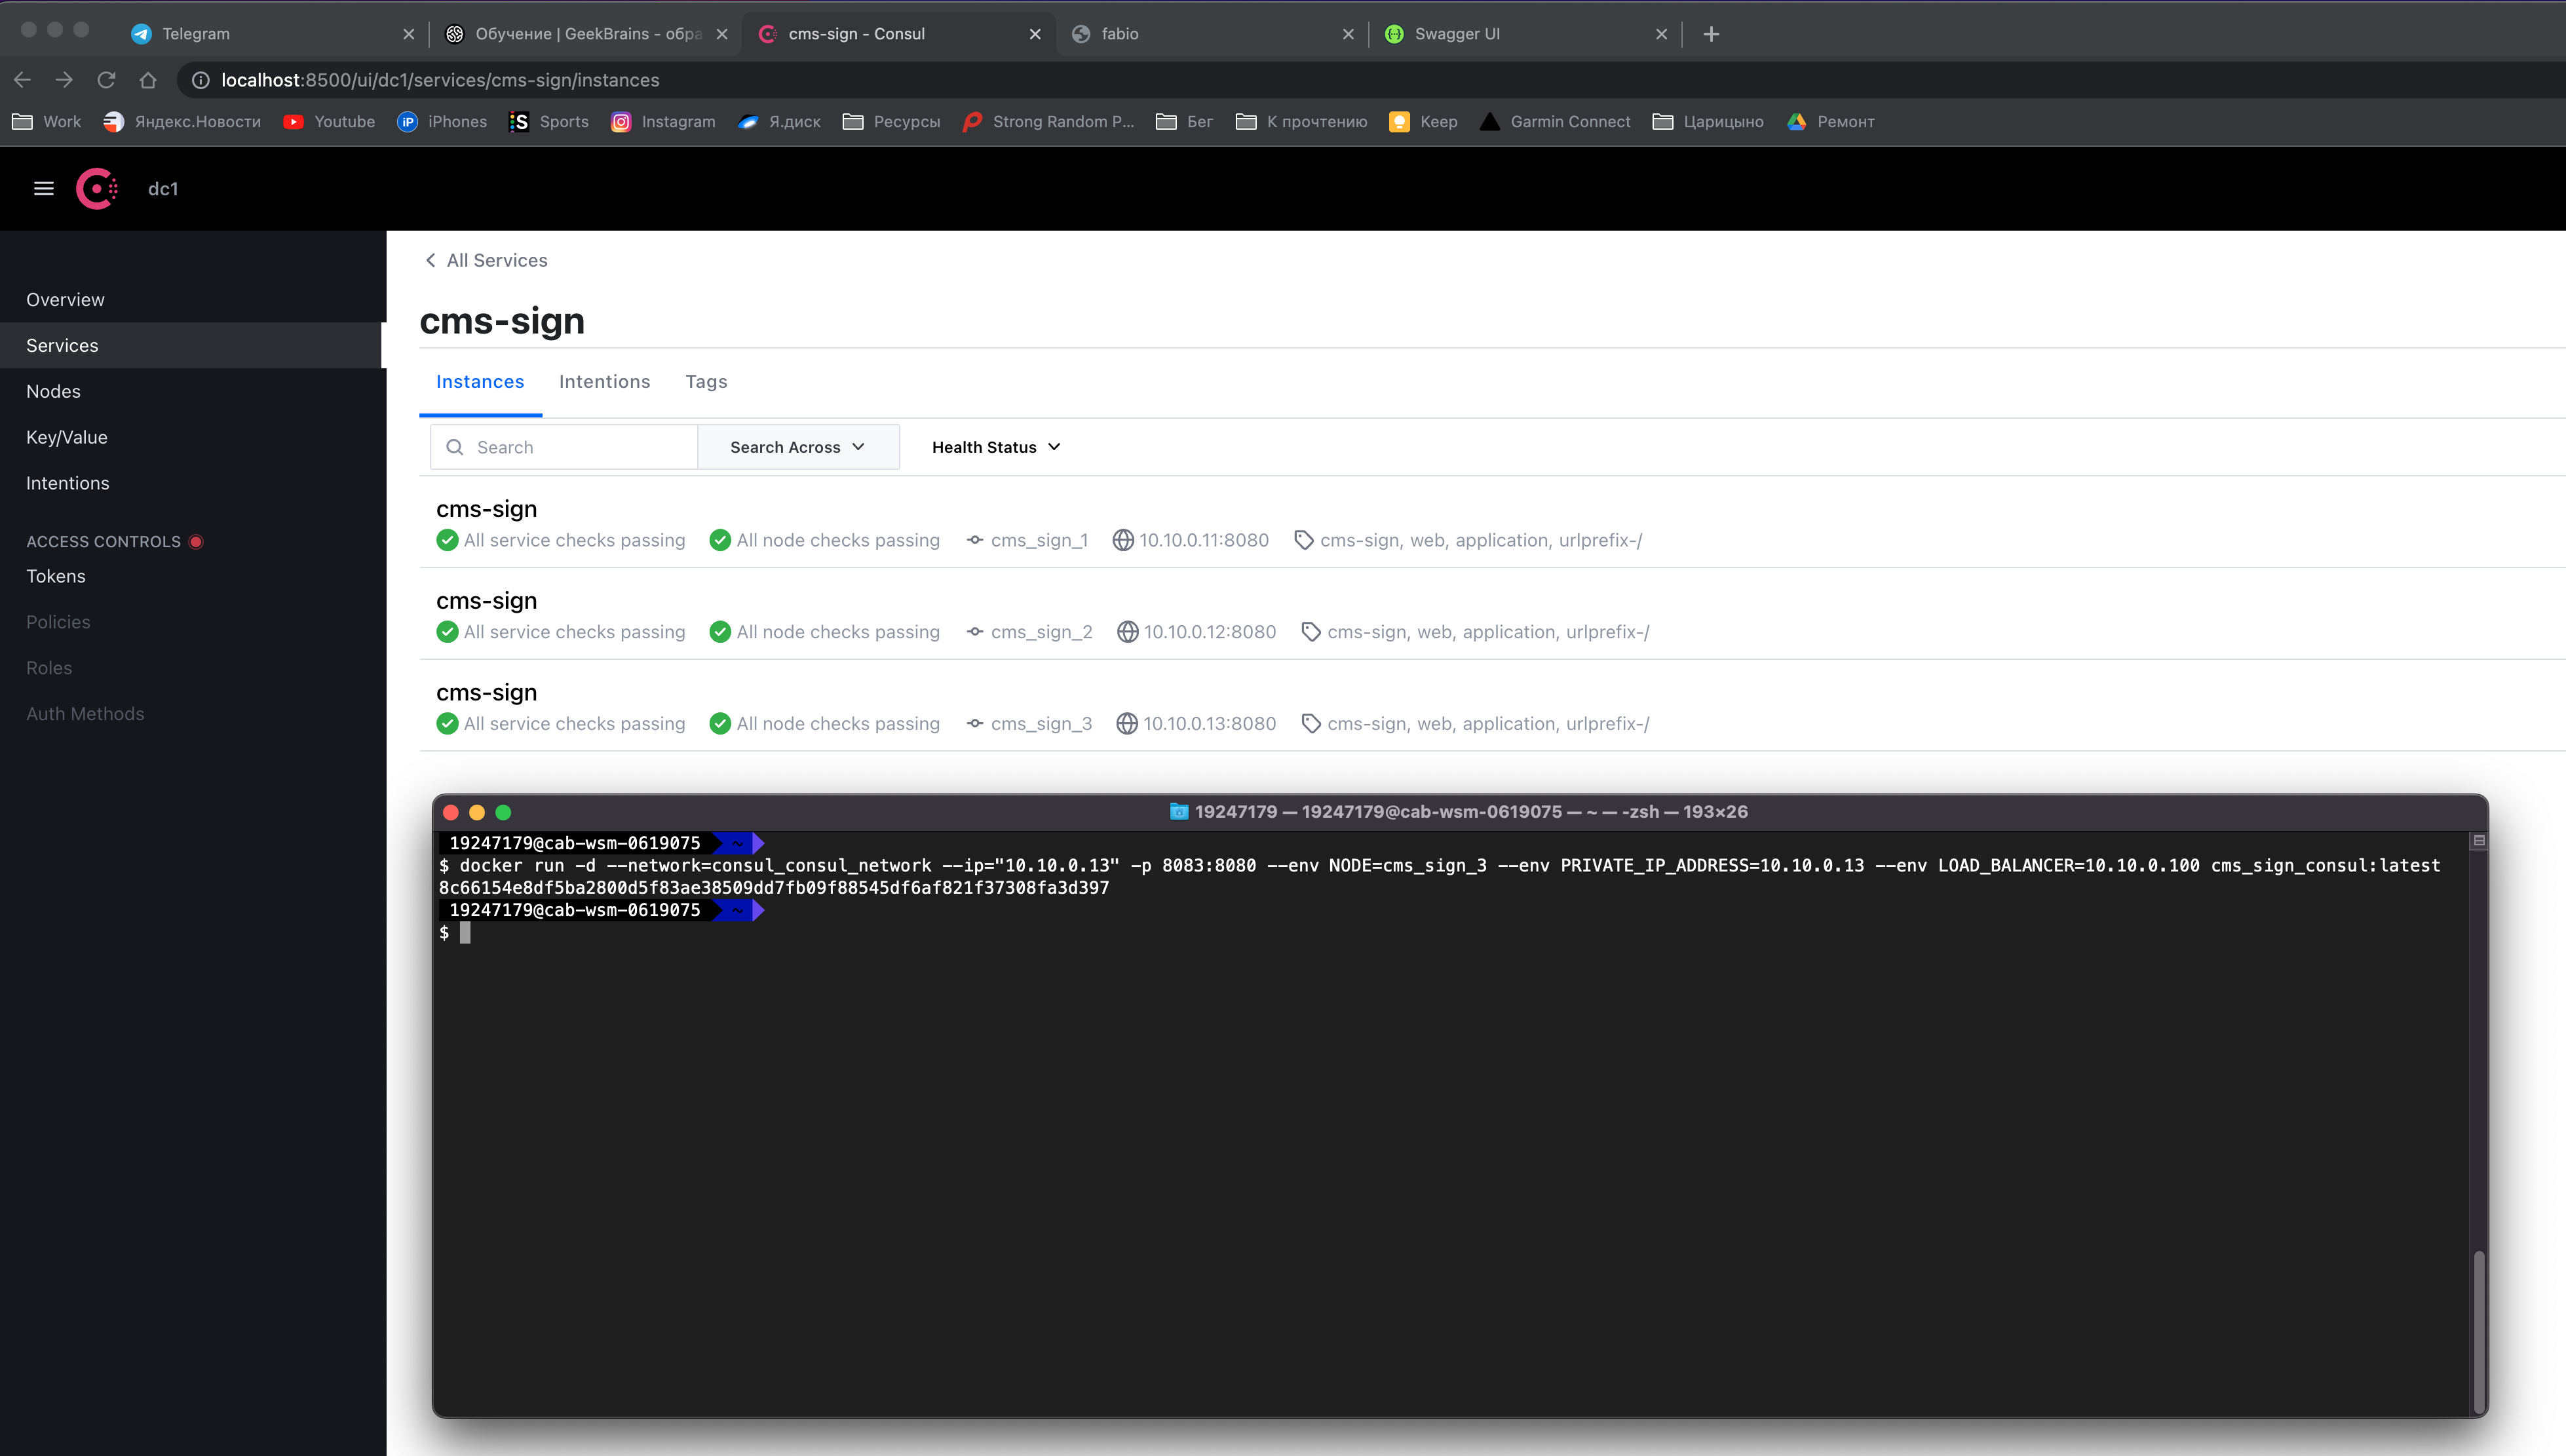 Telegram
Обучение | GeekBrains - обра
cms-sign - Consul
fabio
Swagger UI
localhost:8500/ui/dc1/services/cms-sign/instances
Work
Яндекс.Новости
Youtube
iP
iPhones
:S
Sports
Instagram
Я.диск
Ресурсы
Strong Random P...
Бег
К прочтению
Keep
Garmin Connect
Царицыно
Ремонт
dc1
Overview
Services
Nodes
Key/Value
Intentions
ACCESS CONTROLS
Tokens
Policies
Roles
Auth Methods
All Services
cms-sign
Instances Intentions Tags
Search Search Across Health Status
cms-sign
All service checks passing All node checks passing cms_sign_1 10.10.0.11:8080 cms-sign, web, application, urlprefix-/
cms-sign
All service checks passing All node checks passing cms_sign_2 10.10.0.12:8080 cms-sign, web, application, urlprefix-/
cms-sign
All service checks passing All node checks passing cms_sign_3 10.10.0.13:8080 cms-sign, web, application, urlprefix-/
19247179 — 19247179@cab-wsm-0619075 — ~ — -zsh — 193×26
19247179@cab-wsm-0619075 ~
$ docker run -d --network=consul_consul_network --ip="10.10.0.13" -p 8083:8080 --env NODE=cms_sign_3 --env PRIVATE_IP_ADDRESS=10.10.0.13 --env LOAD_BALANCER=10.10.0.100 cms_sign_consul:latest
8c66154e8df5ba2800d5f83ae38509dd7fb09f88545df6af821f37308fa3d397
19247179@cab-wsm-0619075 ~
$